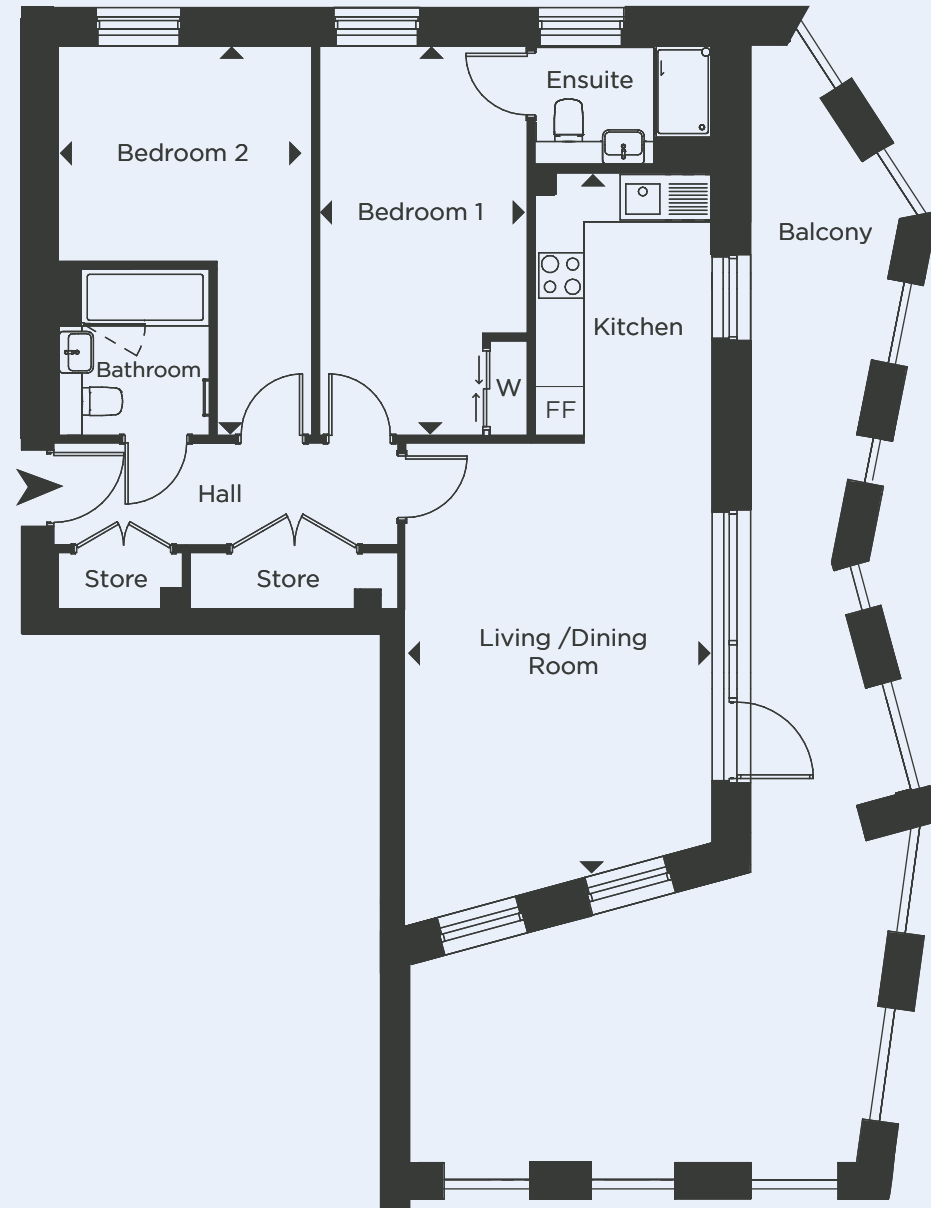 Ensuite
Bedroom 2
Bedroom 1
Balcony
Kitchen
Bathroom
W
FF
Hall
Store
Store
Living /Dining
Room